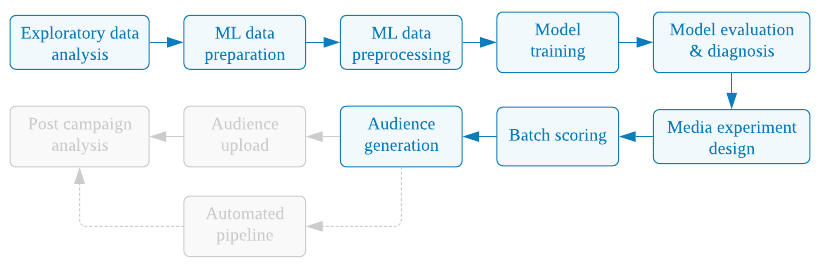 Exploratory data
analysis
ML data
preparation
ML data
preprocessing
Model
training
Model evaluation
& diagnosis
Media experiment
design
Batch scoring
Audience
generation
Audience
upload
Post campaign
analysis
Automated
pipeline